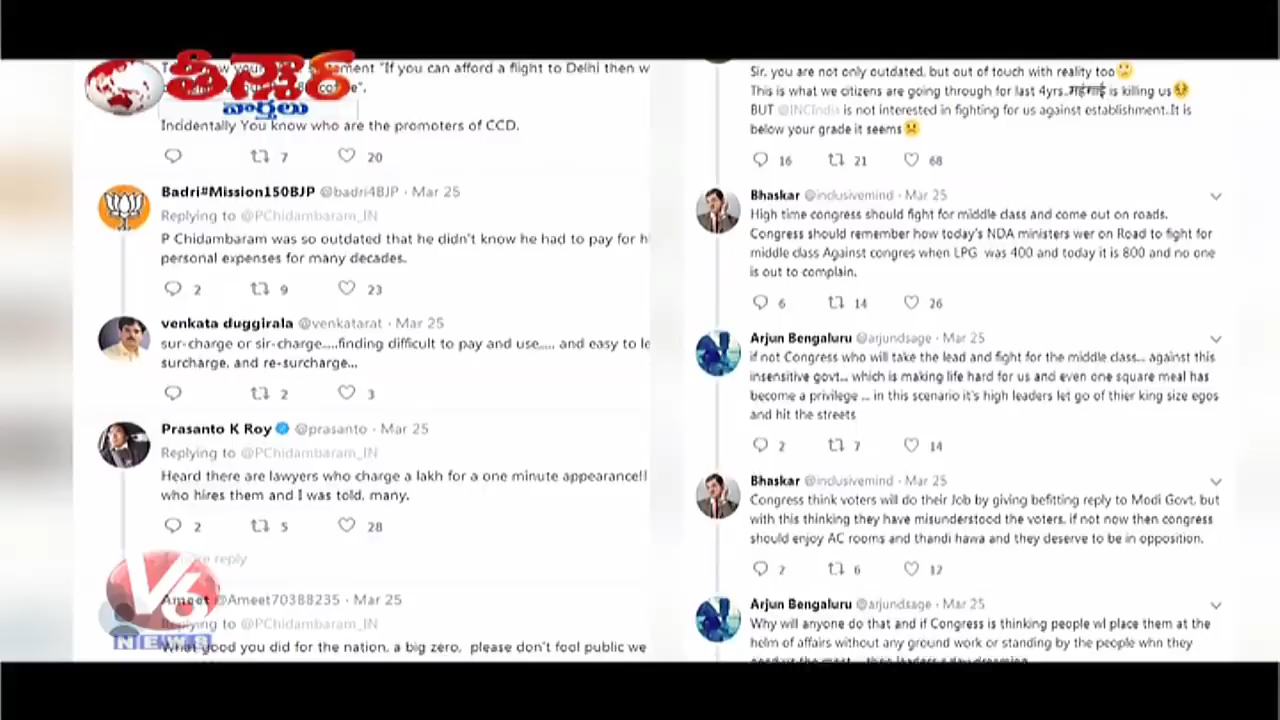 తీన్మార్
వార్తలు
ment "If you can afford a flight to Delhi then w
Incidentally You know who are the promoters of CCD.
7 20
Badri#Mission150BJP @badri4BJP · Mar 25
Replying to @PChidambaram_IN
P Chidambaram was so outdated that he didn't know he had to pay for hi
personal expenses for many decades.
2 9 23
venkata duggirala @venkatarat · Mar 25
sur-charge or sir-charge....finding difficult to pay and use..... and easy to le
surcharge, and re-surcharge...
2 3
Prasanto K Roy @prasanto · Mar 25
Replying to @PChidambaram_IN
Heard there are lawyers who charge a lakh for a one minute appearance!!
who hires them and I was told, many.
2 5 28
more reply
Ameet @Ameet70388235 · Mar 25
Replying to @PChidambaram_IN
What good you did for the nation, a big zero, please don't fool public we
V6
NEWS
Sir, you are not only outdated, but out of touch with reality too😕
This is what we citizens are going through for last 4yrs..महंगाई is killing us😢
BUT @INCIndia is not interested in fighting for us against establishment..It is
below your grade it seems☹️
16 21 68
Bhaskar @inclusivemind · Mar 25
High time congress should fight for middle class and come out on roads.
Congress should remember how today's NDA ministers wer on Road to fight for
middle class Against congres when LPG was 400 and today it is 800 and no one
is out to complain.
6 14 26
Arjun Bengaluru @arjundsage · Mar 25
if not Congress who will take the lead and fight for the middle class... against this
insensitive govt... which is making life hard for us and even one square meal has
become a privilege ... in this scenario it's high leaders let go of thier king size egos
and hit the streets
2 7 14
Bhaskar @inclusivemind · Mar 25
Congress think voters will do their Job by giving befitting reply to Modi Govt, but
with this thinking they have misunderstood the voters, if not now then congress
should enjoy AC rooms and thandi hawa and they deserve to be in opposition.
2 6 12
Arjun Bengaluru @arjundsage · Mar 25
Why will anyone do that and if Congress is thinking people wl place them at the
helm of affairs without any ground work or standing by the people whn they